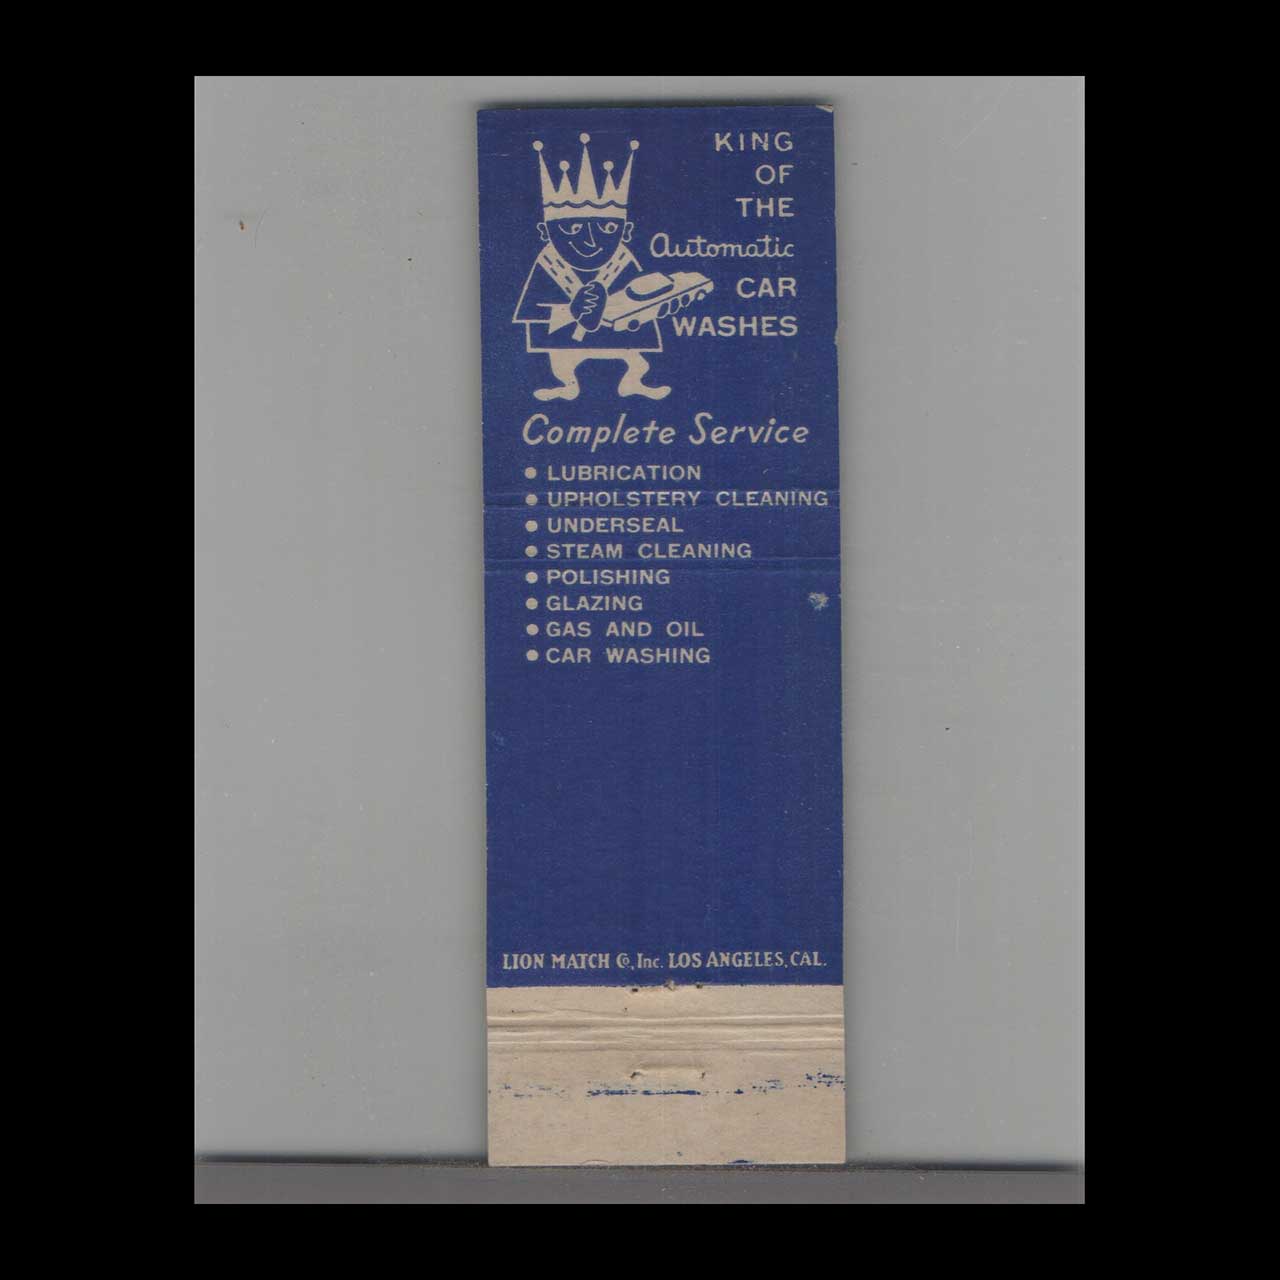 KING
OF
THE
Automatic
CAR
WASHES
Complete Service
• LUBRICATION
• UPHOLSTERY CLEANING
• UNDERSEAL
• STEAM CLEANING
• POLISHING
• GLAZING
• GAS AND OIL
• CAR WASHING
LION MATCH Co, Inc. LOS ANGELES, CAL.